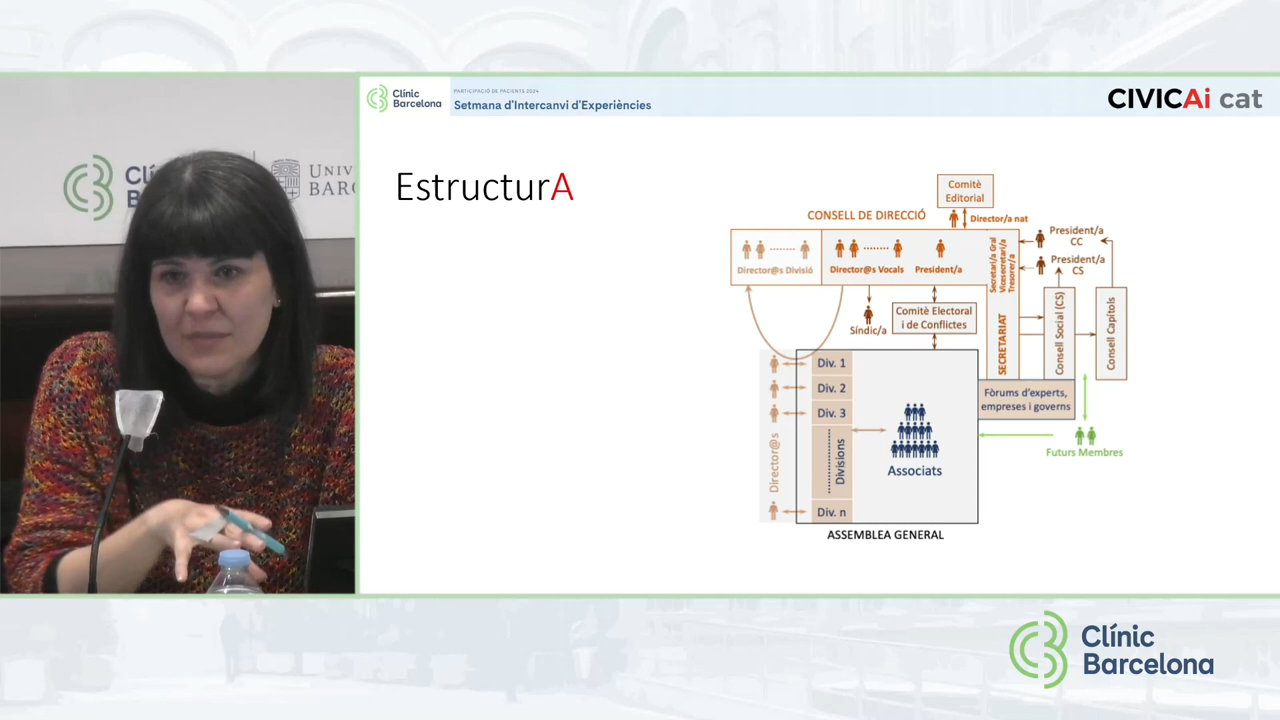 Clínic
Barcelona
PARTICIPACIÓ DE PACIENTS 2024
Setmana d'Intercanvi d'Experiències
CIVICAi cat
EstructurA
Comitè
Editorial
Director/a nat
CONSELL DE DIRECCIÓ
Director@s Divisió
Director@s Vocals
President/a
Secretari/a Gral
Vicesecretari/a
Tresorer/a
SECRETARIAT
President/a
CC
President/a
CS
Síndic/a
Comitè Electoral
i de Conflictes
Consell Social (CS)
Consell Capítols
Fòrums d'experts,
empreses i governs
Futurs Membres
Director@s
Div. 1
Div. 2
Div. 3
Divisions
Div. n
Associats
ASSEMBLEA GENERAL
Clínic
Barcelona